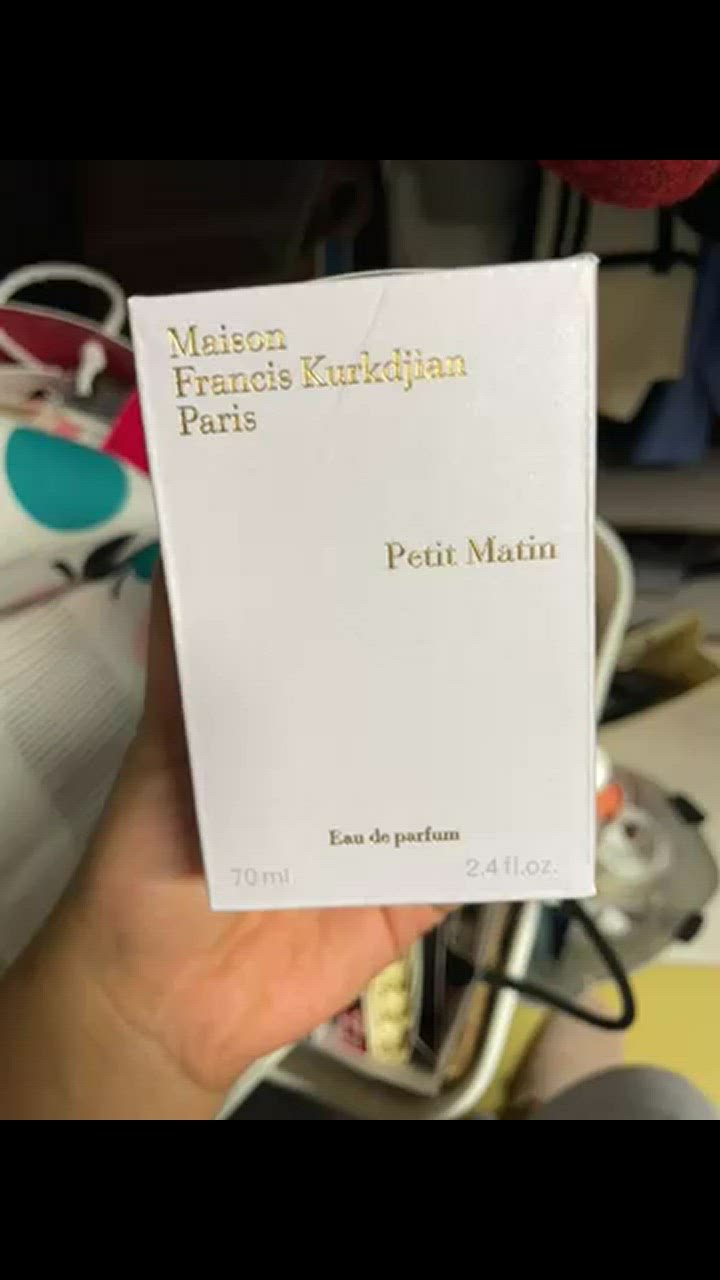 Maison
Francis Kurkdjian
Paris
Petit Matin
Eau de parfum
70 ml
2.4 fl.oz.